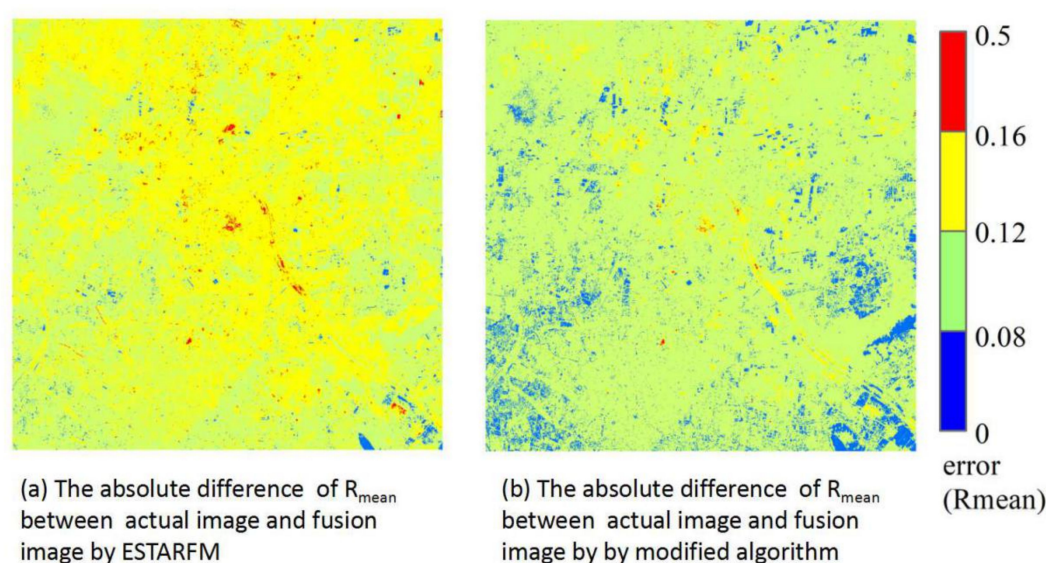 0.5
0.16
0.12
0.08
0
error
(Rmean)
(a) The absolute difference of Rmean
between actual image and fusion
image by ESTARFM
(b) The absolute difference of Rmean
between actual image and fusion
image by by modified algorithm